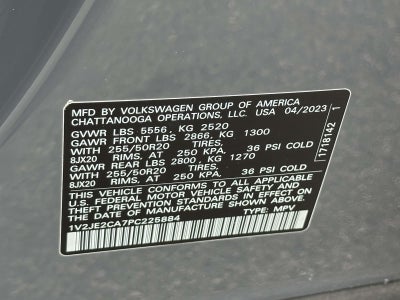 MFD BY VOLKSWAGEN GROUP OF AMERICA
CHATTANOOGA OPERATIONS, LLC. USA 04/2023
GVWR LBS 5556, KG 2520
GAWR FRONT LBS 2866, KG 1300
WITH 255/50R20 TIRES,
8JX20 RIMS, AT 250 KPA, 36 PSI COLD
GAWR REAR LBS 2800, KG 1270
WITH 255/50R20 TIRES,
8JX20 RIMS, AT 250 KPA, 36 PSI COLD
THIS VEHICLE CONFORMS TO ALL APPLICABLE
U.S. FEDERAL MOTOR VEHICLE SAFETY AND
THEFT PREVENTION STANDARDS IN EFFECT ON THE
DATE OF MANUFACTURE SHOWN ABOVE.
1V2JE2CA7PC225884 TYPE: MPV
11718142 1